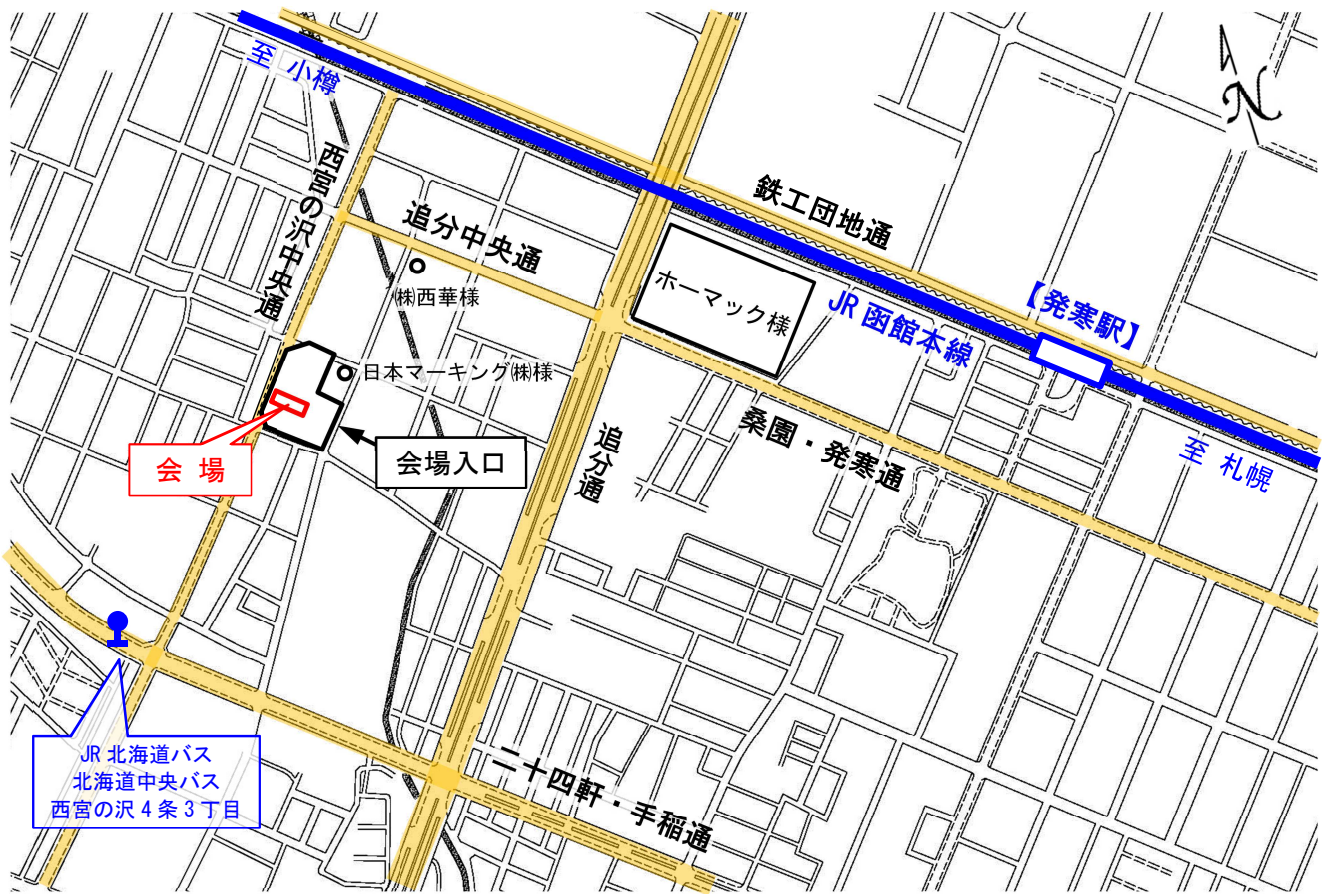 至 小樽
N
西宮の沢中央通
追分中央通
鉄工団地通
㈱西華様
ホーマック様
JR 函館本線
【発寒駅】
日本マーキング㈱様
会 場
会場入口
追分通
桑園・発寒通
至 札幌
JR 北海道バス
北海道中央バス
西宮の沢 4 条 3 丁目
二十四軒・手稲通